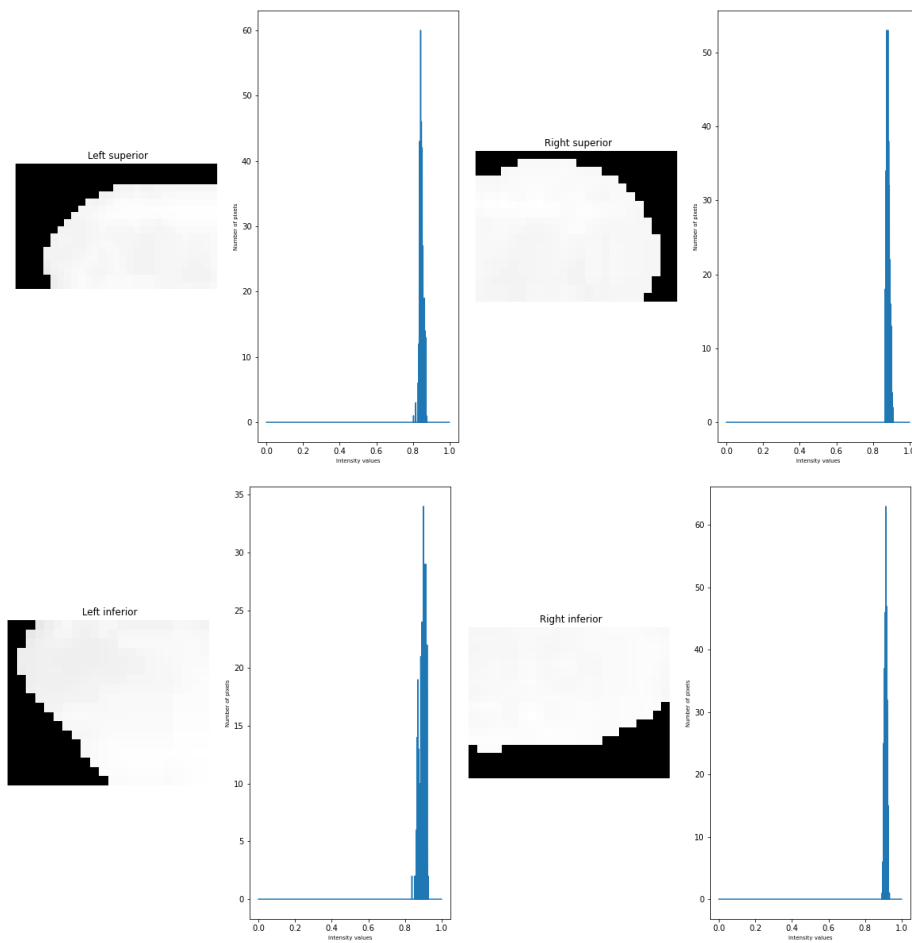 Left superior
60
50
40
30
20
10
0
Number of pixels
0.0 0.2 0.4 0.6 0.8 1.0
Intensity values
Right superior
50
40
30
20
10
0
Number of pixels
0.0 0.2 0.4 0.6 0.8 1.0
Intensity values
Left inferior
35
30
25
20
15
10
5
0
Number of pixels
0.0 0.2 0.4 0.6 0.8 1.0
Intensity values
Right inferior
60
50
40
30
20
10
0
Number of pixels
0.0 0.2 0.4 0.6 0.8 1.0
Intensity values